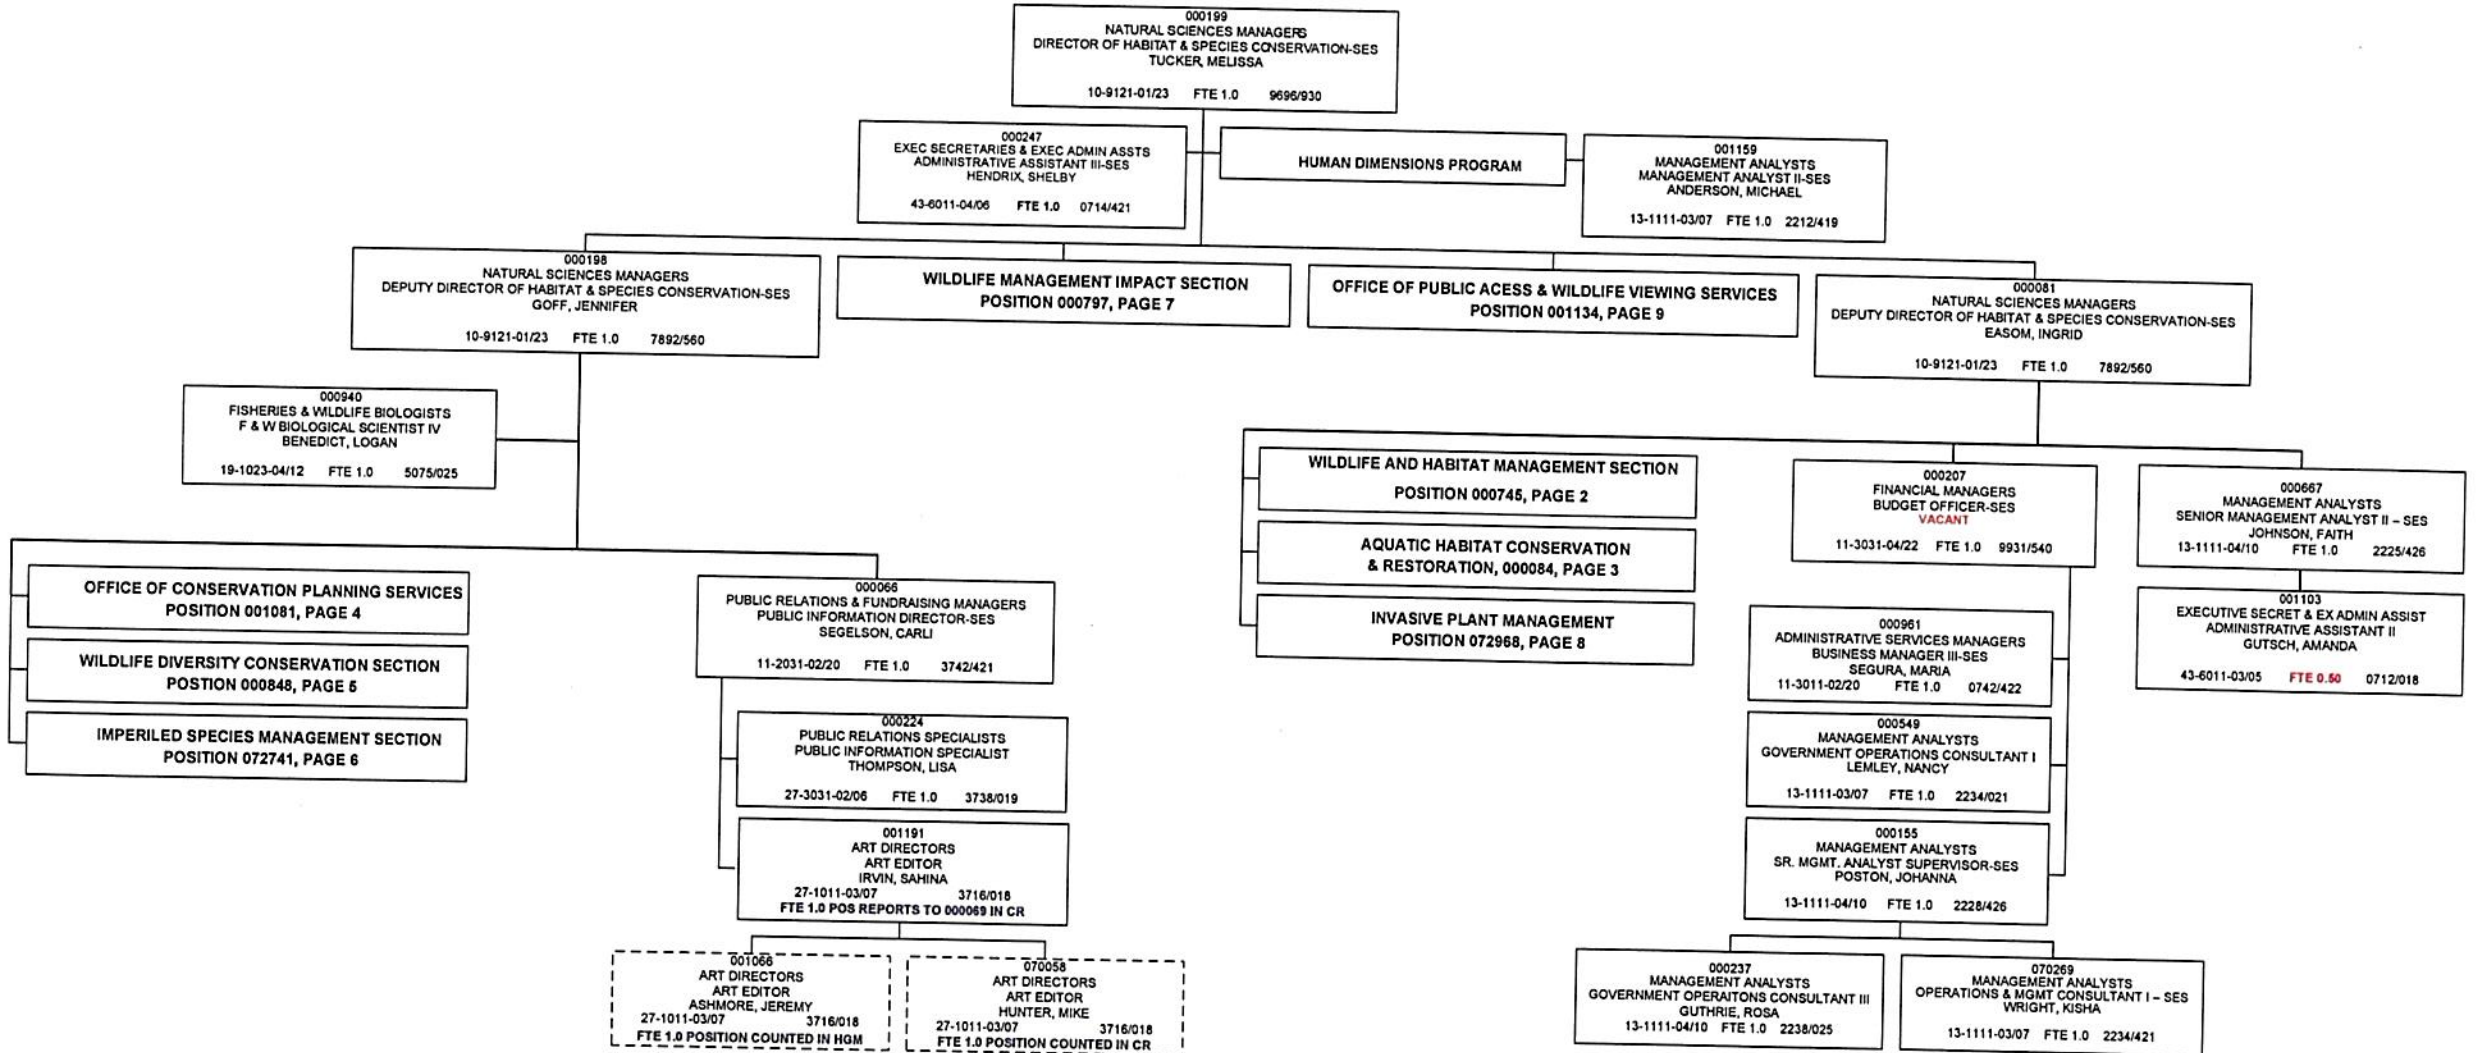 000199
NATURAL SCIENCES MANAGERS
DIRECTOR OF HABITAT & SPECIES CONSERVATION-SES
TUCKER, MELISSA
10-9121-01/23 FTE 1.0 9696/930
000247
EXEC SECRETARIES & EXEC ADMIN ASSTS
ADMINISTRATIVE ASSISTANT III-SES
HENDRIX, SHELBY
43-6011-04/06 FTE 1.0 0714/421
HUMAN DIMENSIONS PROGRAM
001159
MANAGEMENT ANALYSTS
MANAGEMENT ANALYST II-SES
ANDERSON, MICHAEL
13-1111-03/07 FTE 1.0 2212/419
000198
NATURAL SCIENCES MANAGERS
DEPUTY DIRECTOR OF HABITAT & SPECIES CONSERVATION-SES
GOFF, JENNIFER
10-9121-01/23 FTE 1.0 7892/560
WILDLIFE MANAGEMENT IMPACT SECTION
POSITION 000797, PAGE 7
OFFICE OF PUBLIC ACESS & WILDLIFE VIEWING SERVICES
POSITION 001134, PAGE 9
000081
NATURAL SCIENCES MANAGERS
DEPUTY DIRECTOR OF HABITAT & SPECIES CONSERVATION-SES
EASOM, INGRID
10-9121-01/23 FTE 1.0 7892/560
000940
FISHERIES & WILDLIFE BIOLOGISTS
F & W BIOLOGICAL SCIENTIST IV
BENEDICT, LOGAN
19-1023-04/12 FTE 1.0 5075/025
OFFICE OF CONSERVATION PLANNING SERVICES
POSITION 001081, PAGE 4
WILDLIFE DIVERSITY CONSERVATION SECTION
POSTION 000848, PAGE 5
IMPERILED SPECIES MANAGEMENT SECTION
POSITION 072741, PAGE 6
000066
PUBLIC RELATIONS & FUNDRAISING MANAGERS
PUBLIC INFORMATION DIRECTOR-SES
SEGELSON, CARLI
11-2031-02/20 FTE 1.0 3742/421
000224
PUBLIC RELATIONS SPECIALISTS
PUBLIC INFORMATION SPECIALIST
THOMPSON, LISA
27-3031-02/06 FTE 1.0 3738/019
001191
ART DIRECTORS
ART EDITOR
IRVIN, SAHINA
27-1011-03/07 3716/018
FTE 1.0 POS REPORTS TO 000069 IN CR
001066
ART DIRECTORS
ART EDITOR
ASHMORE, JEREMY
27-1011-03/07 3716/018
FTE 1.0 POSITION COUNTED IN HGM
070058
ART DIRECTORS
ART EDITOR
HUNTER, MIKE
27-1011-03/07 3716/018
FTE 1.0 POSITION COUNTED IN CR
WILDLIFE AND HABITAT MANAGEMENT SECTION
POSITION 000745, PAGE 2
AQUATIC HABITAT CONSERVATION
& RESTORATION, 000084, PAGE 3
INVASIVE PLANT MANAGEMENT
POSITION 072968, PAGE 8
000207
FINANCIAL MANAGERS
BUDGET OFFICER-SES
VACANT
11-3031-04/22 FTE 1.0 9931/540
000667
MANAGEMENT ANALYSTS
SENIOR MANAGEMENT ANALYST II – SES
JOHNSON, FAITH
13-1111-04/10 FTE 1.0 2225/426
001103
EXECUTIVE SECRET & EX ADMIN ASSIST
ADMINISTRATIVE ASSISTANT II
GUTSCH, AMANDA
43-6011-03/05 FTE 0.50 0712/018
000961
ADMINISTRATIVE SERVICES MANAGERS
BUSINESS MANAGER III-SES
SEGURA, MARIA
11-3011-02/20 FTE 1.0 0742/422
000549
MANAGEMENT ANALYSTS
GOVERNMENT OPERATIONS CONSULTANT I
LEMLEY, NANCY
13-1111-03/07 FTE 1.0 2234/021
000155
MANAGEMENT ANALYSTS
SR. MGMT. ANALYST SUPERVISOR-SES
POSTON, JOHANNA
13-1111-04/10 FTE 1.0 2228/426
000237
MANAGEMENT ANALYSTS
GOVERNMENT OPERAITONS CONSULTANT III
GUTHRIE, ROSA
13-1111-04/10 FTE 1.0 2238/025
070269
MANAGEMENT ANALYSTS
OPERATIONS & MGMT CONSULTANT I – SES
WRIGHT, KISHA
13-1111-03/07 FTE 1.0 2234/421